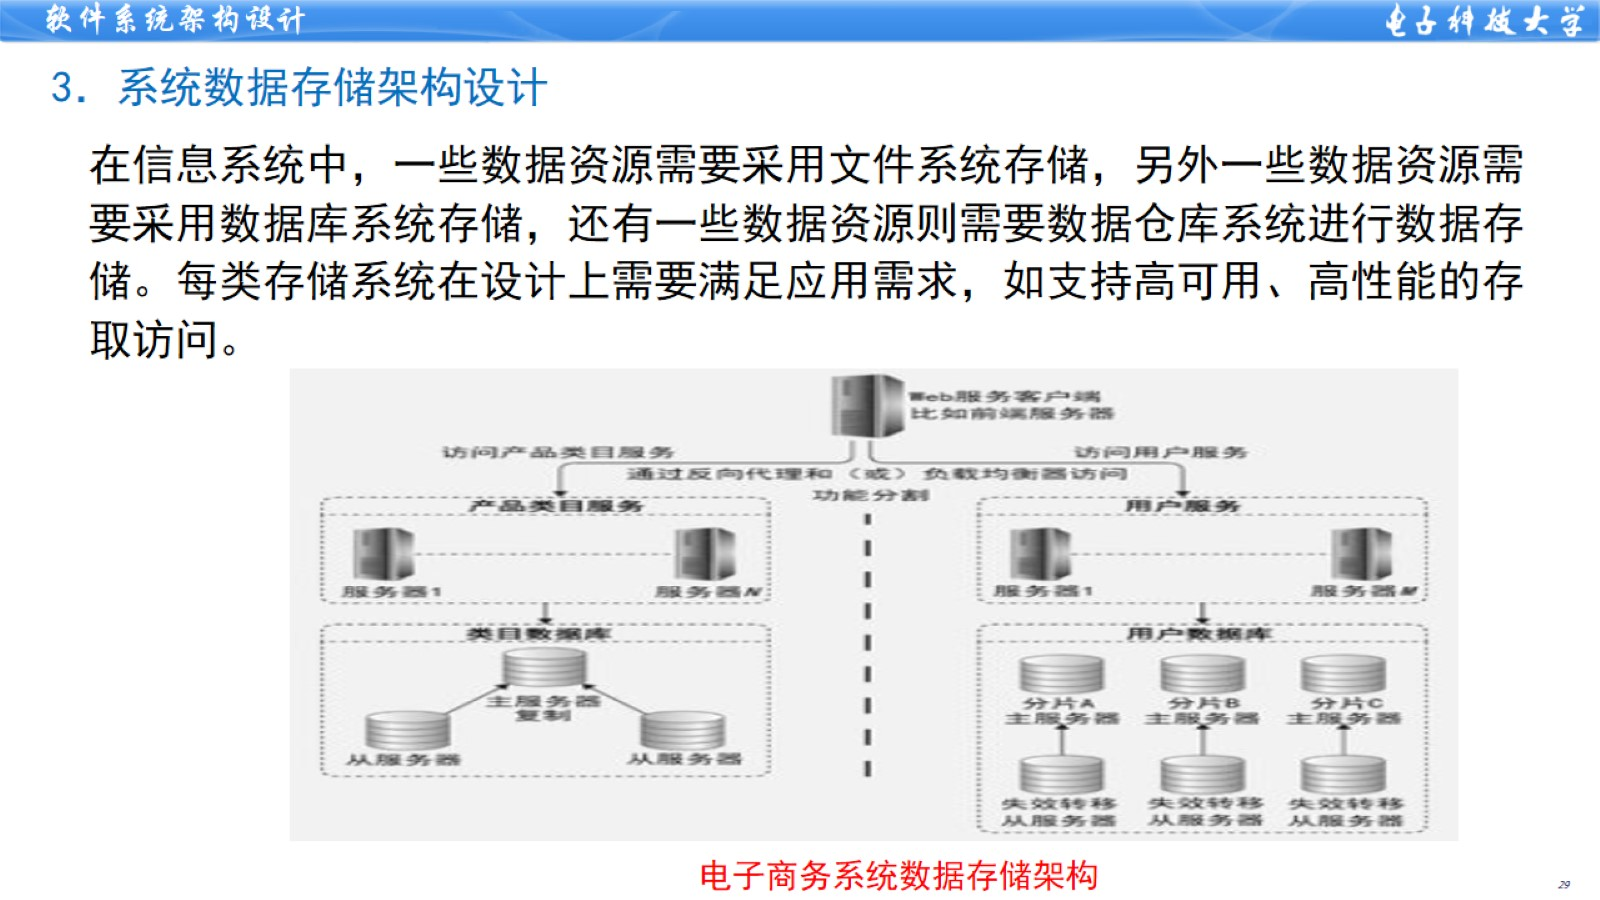 软件系统架构设计
电子科技大学
3．系统数据存储架构设计
在信息系统中，一些数据资源需要采用文件系统存储，另外一些数据资源需
要采用数据库系统存储，还有一些数据资源则需要数据仓库系统进行数据存
储。每类存储系统在设计上需要满足应用需求，如支持高可用、高性能的存
取访问。
Web服务客户端
比如前端服务器
访问产品类目服务
访问用户服务
通过反向代理和（或）负载均衡器访问
功能分割
产品类目服务
服务器1
服务器N
类目数据库
主服务器
复制
从服务器
从服务器
用户服务
服务器1
服务器M
用户数据库
分片A
主服务器
分片B
主服务器
分片C
主服务器
失效转移
从服务器
失效转移
从服务器
失效转移
从服务器
电子商务系统数据存储架构
29